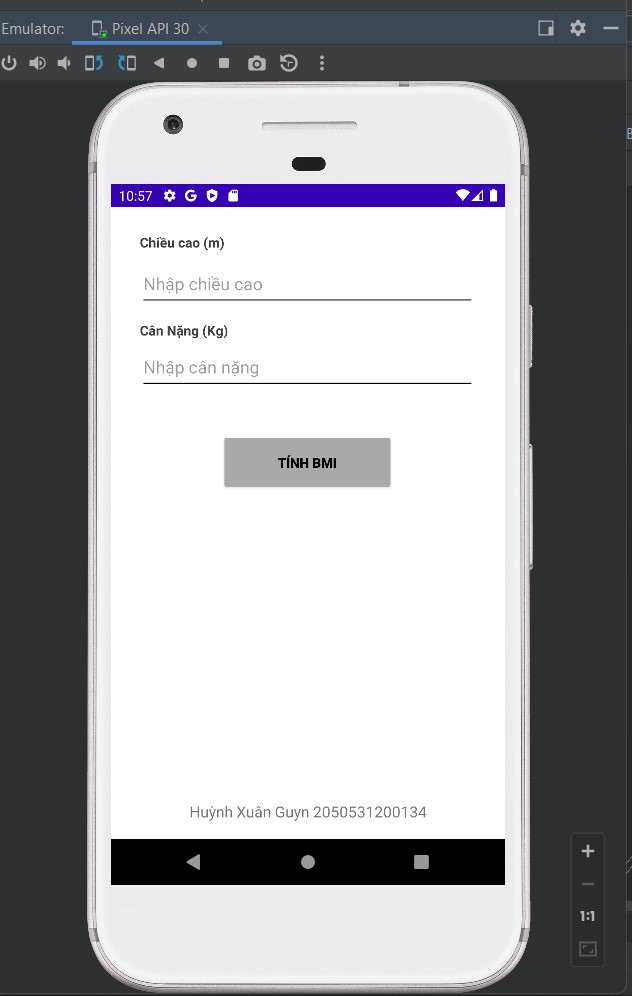 Emulator: Pixel API 30
10:57
Chiều cao (m)
Nhập chiều cao
Cân Nặng (Kg)
Nhập cân nặng
TÍNH BMI
Huỳnh Xuân Guyn 2050531200134
1:1